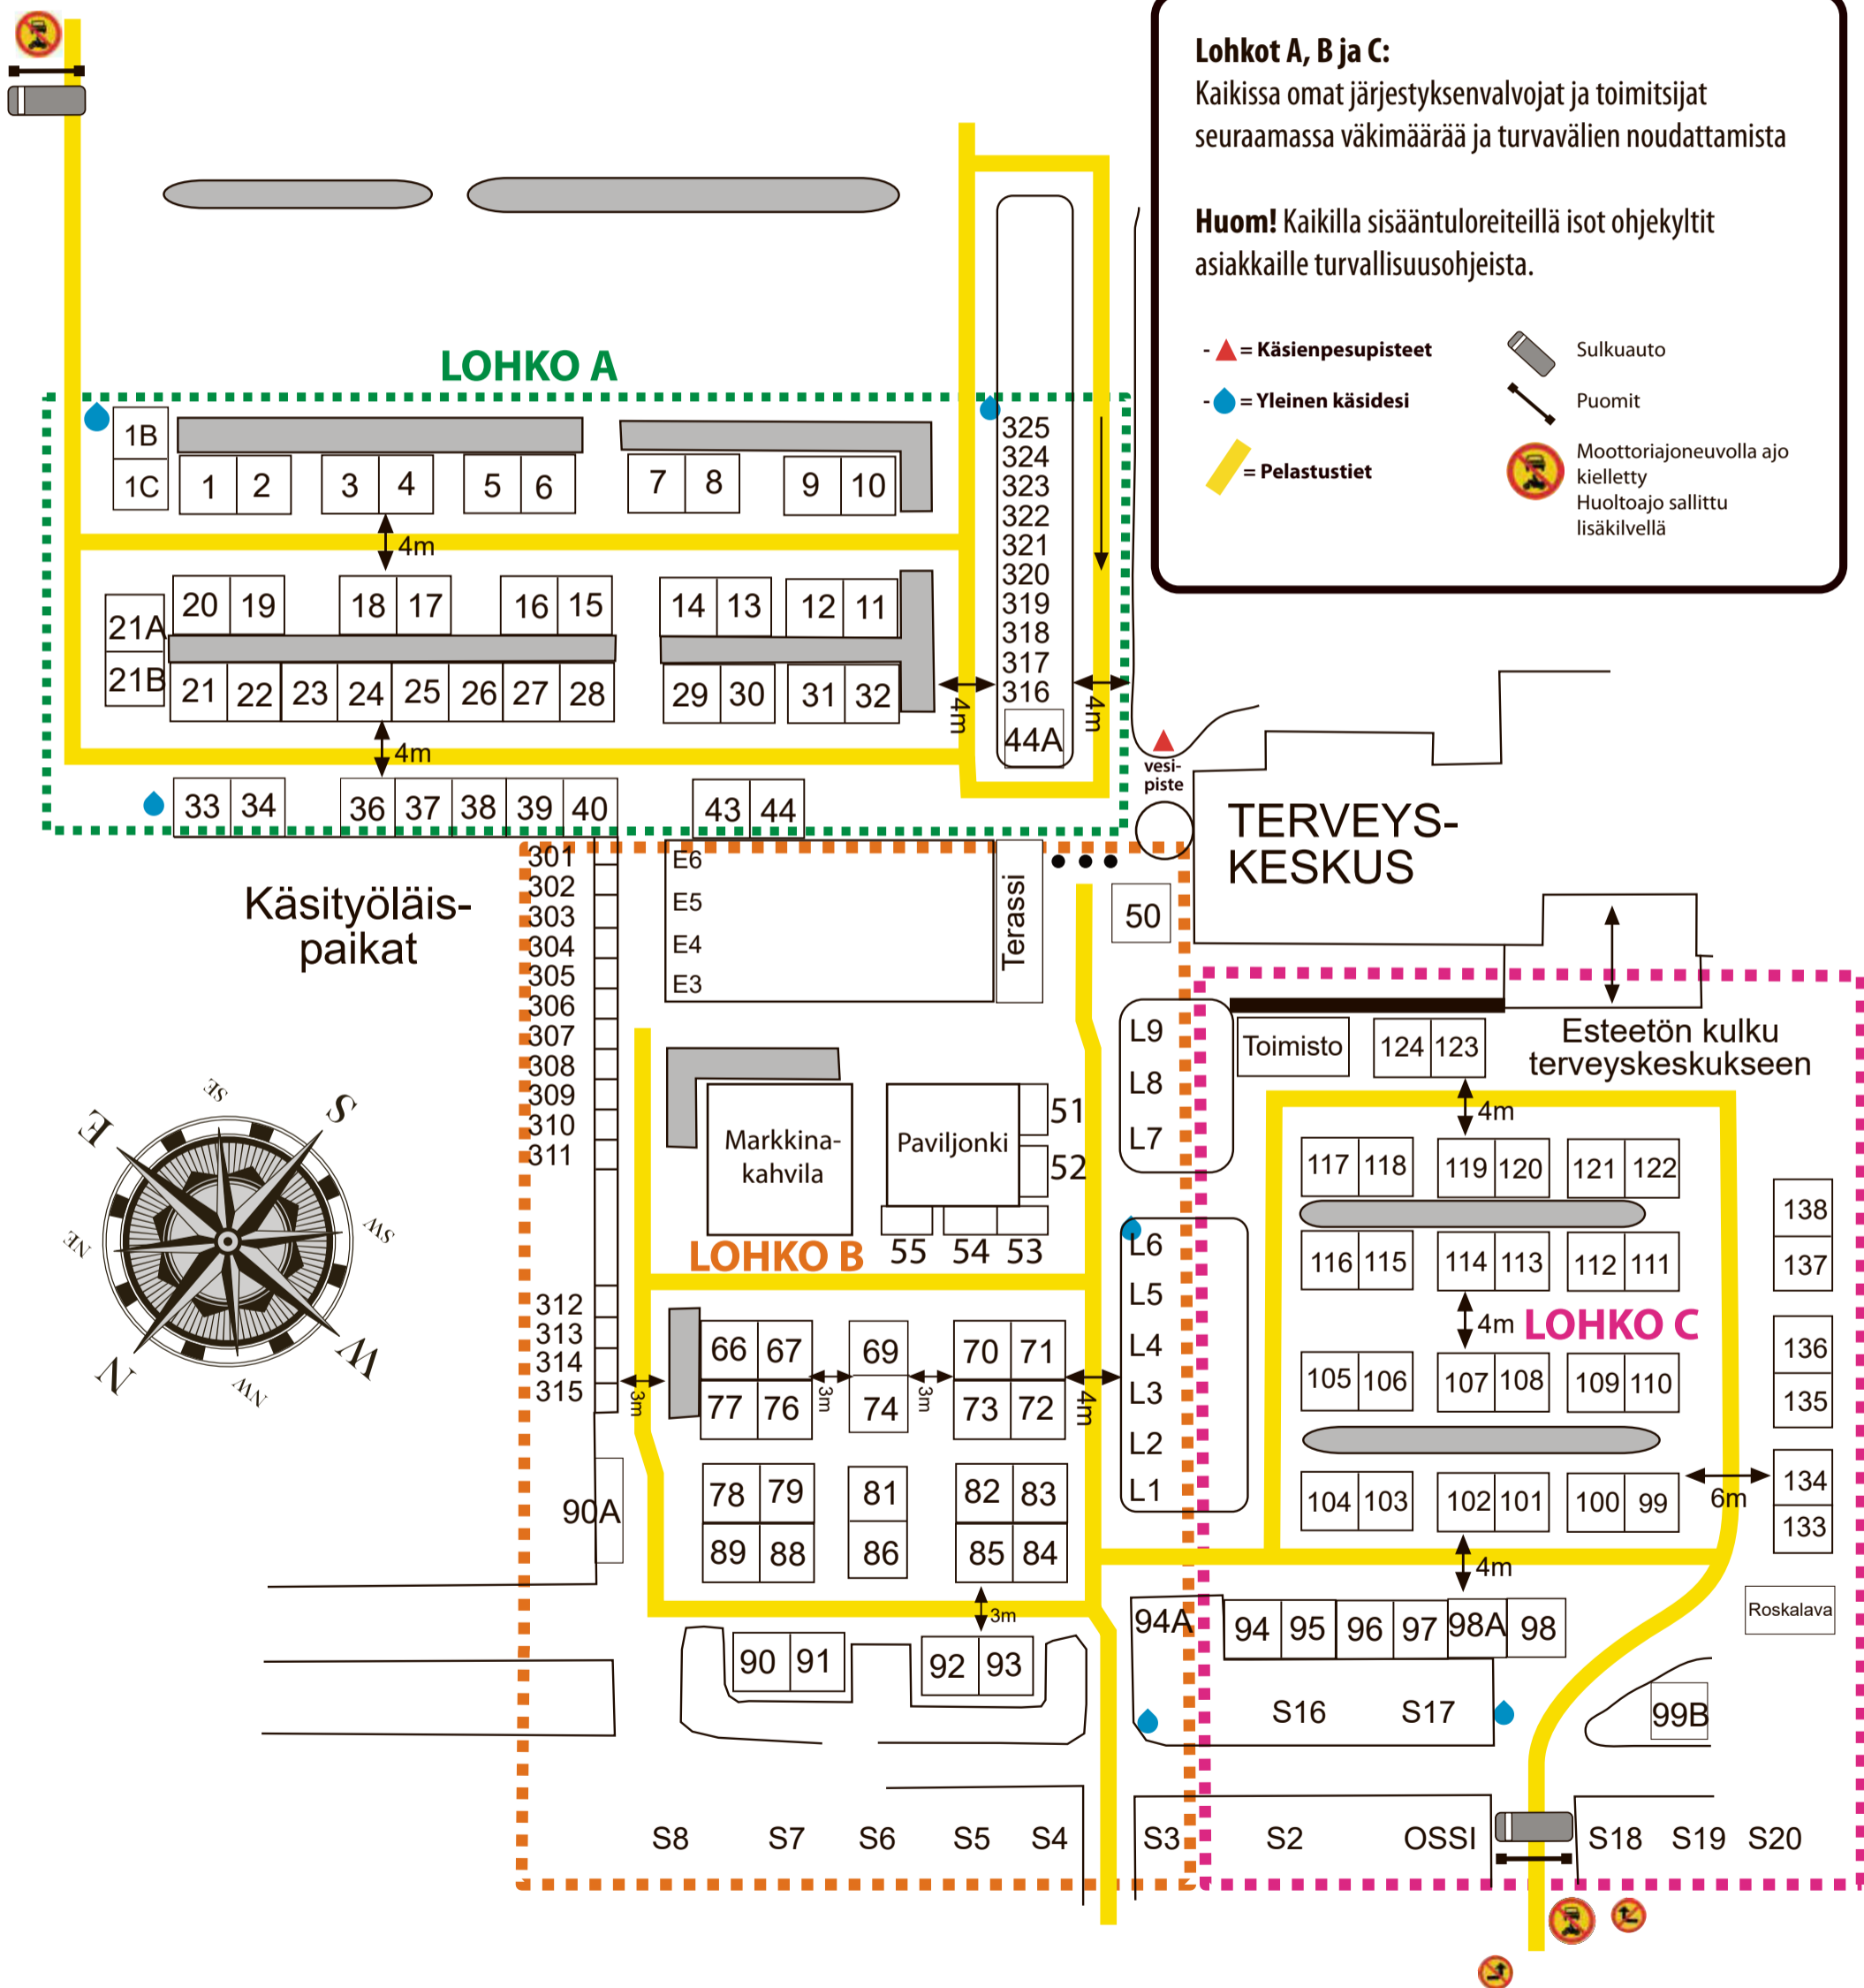 Lohkot A, B ja C:
Kaikissa omat järjestyksenvalvojat ja toimitsijat
seuraamassa väkimäärää ja turvavälien noudattamista
Huom! Kaikilla sisääntuloreiteillä isot ohjekyltit
asiakkaille turvallisuusohjeista.
- = Käsienpesupisteet
- = Yleinen käsidesi
= Pelastustiet
Sulkuauto
Puomit
Moottoriajoneuvolla ajo
kielletty
Huoltoajo sallittu
lisäkilvellä
LOHKO A
1B
1C
1 2 3 4 5 6 7 8 9 10
4m
20 19 18 17 16 15 14 13 12 11
21A
21B
21 22 23 24 25 26 27 28 29 30 31 32
4m
33 34 36 37 38 39 40 43 44
325
324
323
322
321
320
319
318
317
316
44A
4m
4m
vesi-
piste
TERVEYS-
KESKUS
Käsityöläis-
paikat
301
302
303
304
305
306
307
308
309
310
311
312
313
314
315
90A
E6
E5
E4
E3
Terassi
50
Markkina-
kahvila
Paviljonki
51
52
55 54 53
LOHKO B
66 67 69 70 71
77 76 74 73 72
3m
3m
3m
4m
78 79 81 82 83
89 88 86 85 84
3m
90 91 92 93
L9
L8
L7
L6
L5
L4
L3
L2
L1
Toimisto
124 123
Esteetön kulku
terveyskeskukseen
4m
117 118 119 120 121 122
116 115 114 113 112 111
4m
LOHKO C
105 106 107 108 109 110
104 103 102 101 100 99
6m
4m
138
137
136
135
134
133
Roskalava
94A 94 95 96 97 98A 98
S16 S17
99B
S8 S7 S6 S5 S4 S3 S2 OSSI S18 S19 S20
SE
S
E
SW
NE
W
N
NW